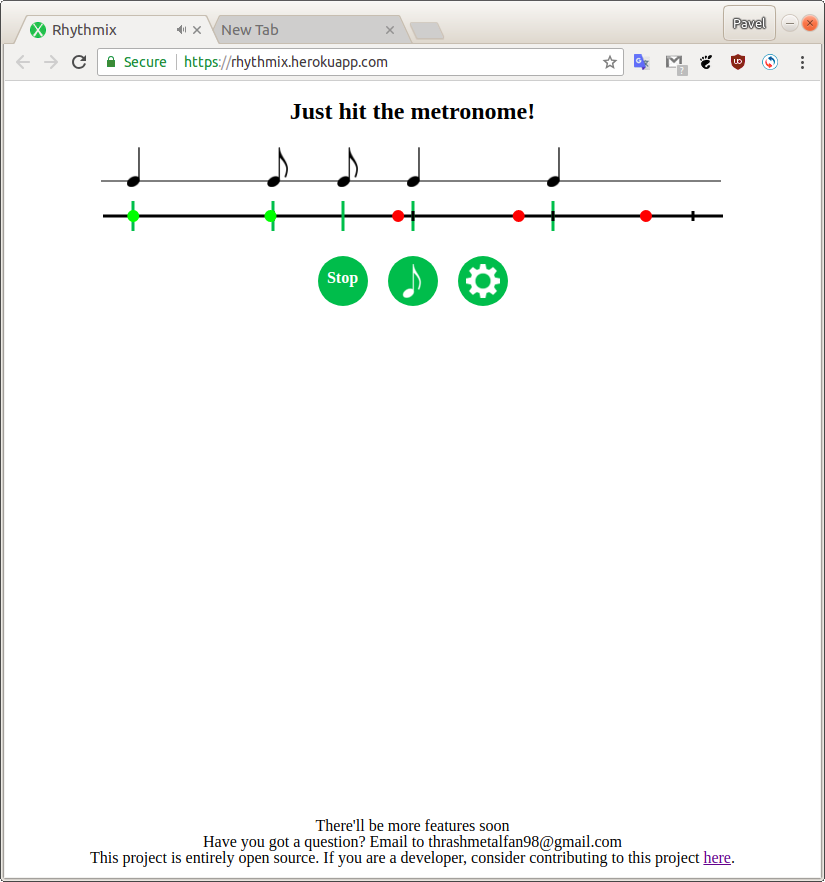 Rhythmix
New Tab
Pavel
Secure
https://rhythmix.herokuapp.com
Just hit the metronome!
Stop
There'll be more features soon
Have you got a question? Email to thrashmetalfan98@gmail.com
This project is entirely open source. If you are a developer, consider contributing to this project here.